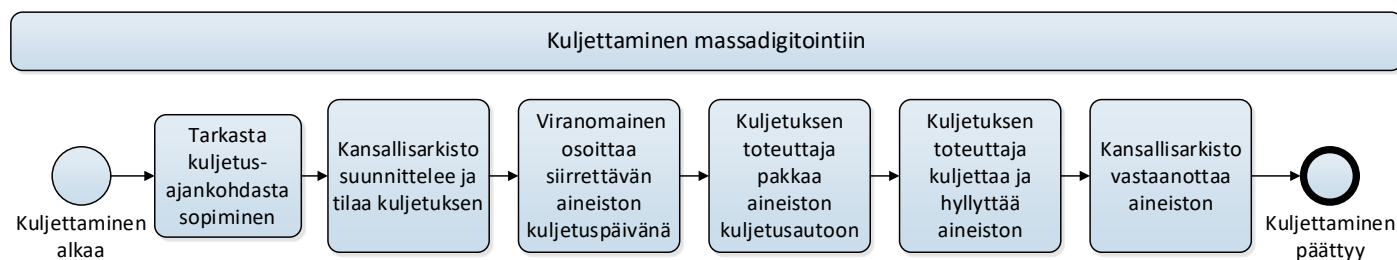 Kuljettaminen massadigitointiin
Kuljettaminen
alkaa
Tarkasta
kuljetus-
ajankohdasta
sopiminen
Kansallisarkisto
suunnittelee ja
tilaa kuljetuksen
Viranomainen
osoittaa
siirrettävän
aineiston
kuljetuspäivänä
Kuljetuksen
toteuttaja
pakkaa
aineiston
kuljetusautoon
Kuljetuksen
toteuttaja
kuljettaa ja
hyllyttää
aineiston
Kansallisarkisto
vastaanottaa
aineiston
Kuljettaminen
päättyy